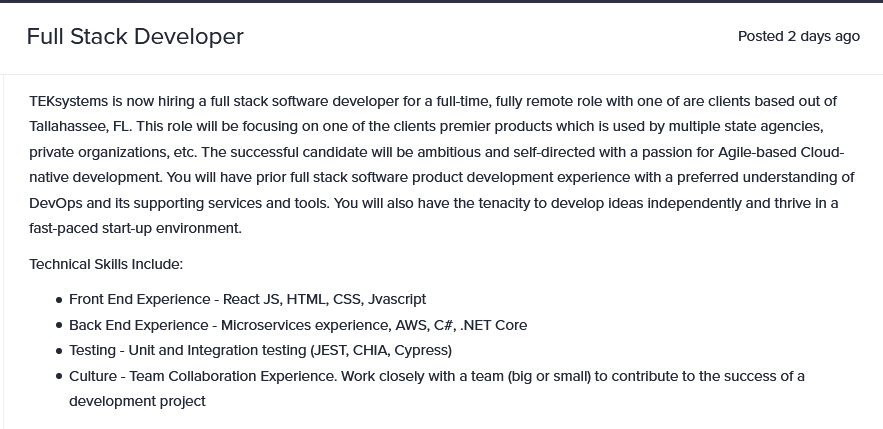 Full Stack Developer
Posted 2 days ago
TEKsystems is now hiring a full stack software developer for a full-time, fully remote role with one of are clients based out of
Tallahassee, FL. This role will be focusing on one of the clients premier products which is used by multiple state agencies,
private organizations, etc. The successful candidate will be ambitious and self-directed with a passion for Agile-based Cloud-
native development. You will have prior full stack software product development experience with a preferred understanding of
DevOps and its supporting services and tools. You will also have the tenacity to develop ideas independently and thrive in a
fast-paced start-up environment.
Technical Skills Include:
• Front End Experience - React JS, HTML, CSS, Jvascript
• Back End Experience - Microservices experience, AWS, C#, .NET Core
• Testing - Unit and Integration testing (JEST, CHIA, Cypress)
• Culture - Team Collaboration Experience. Work closely with a team (big or small) to contribute to the success of a
development project